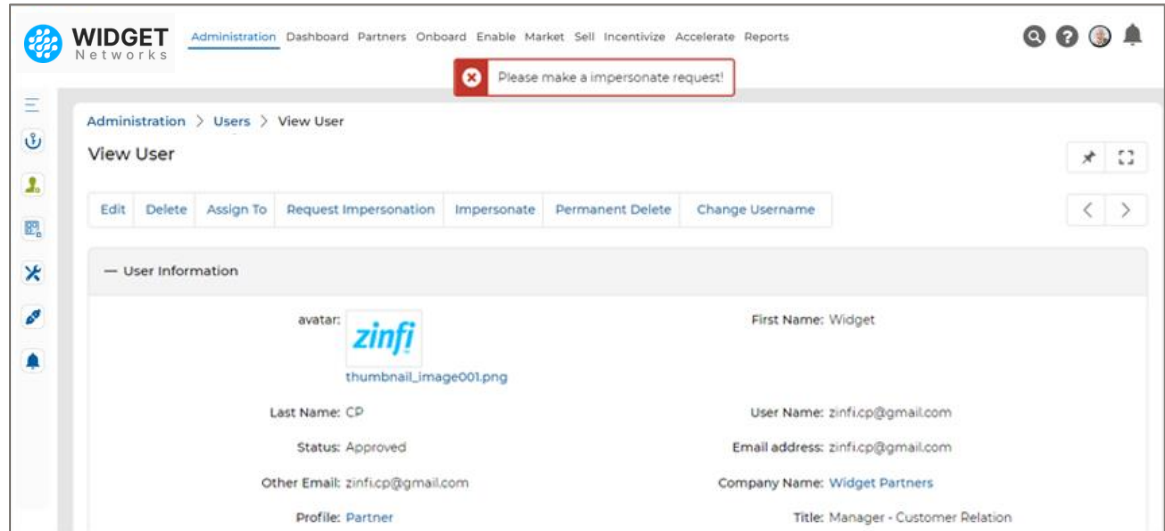 WIDGET
Networks
Administration Dashboard Partners Onboard Enable Market Sell Incentivize Accelerate Reports
Please make a impersonate request!
Administration > Users > View User
View User
Edit Delete Assign To Request Impersonation Impersonate Permanent Delete Change Username
— User Information
avatar:
zinfi
First Name: Widget
thumbnail_image001.png
Last Name: CP
User Name: zinfi.cp@gmail.com
Status: Approved
Email address: zinfi.cp@gmail.com
Other Email: zinfi.cp@gmail.com
Company Name: Widget Partners
Profile: Partner
Title: Manager - Customer Relation